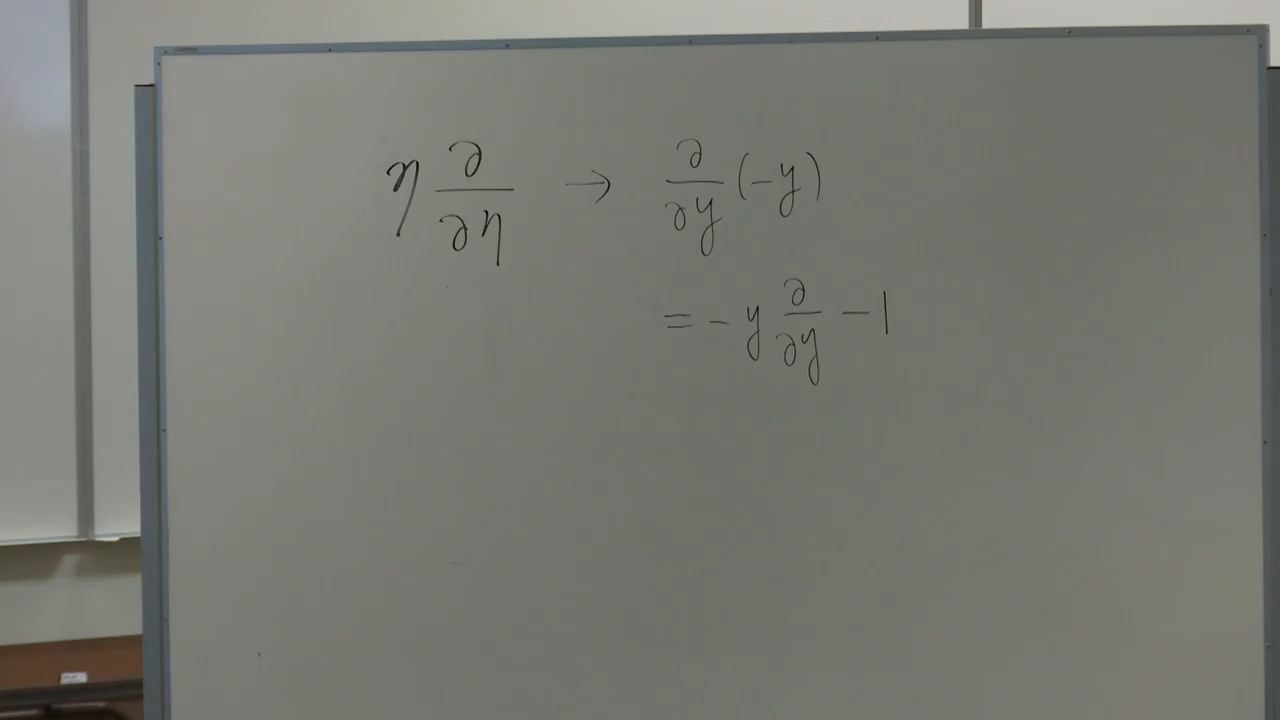 η ∂/∂η → ∂/∂y (-y)
= - y ∂/∂y - 1